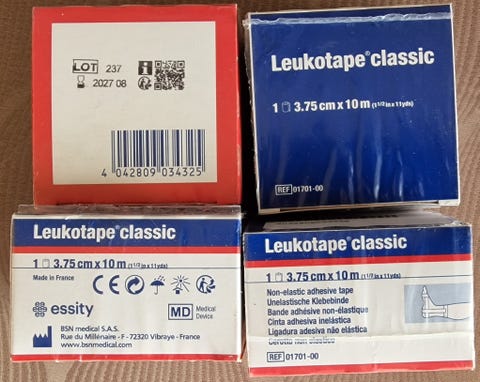 LOT 237
2027 08
4 042809 034325
Leukotape® classic
1 3.75 cm x 10 m (1 1/2 in x 11 yds)
REF 01701-00
Leukotape® classic
1 3.75 cm x 10 m (1 1/2 in x 11 yds)
Made in France
CE
essity
MD Medical
Device
BSN medical S.A.S.
Rue du Millénaire - F - 72320 Vibraye - France
www.bsnmedical.com
Leukotape® classic
1 3.75 cm x 10 m (1 1/2 in x 11 yds)
Non-elastic adhesive tape
Unelastische Klebebinde
Bande adhésive non-élastique
Cinta adhesiva inelástica
Ligadura adesiva não elástica
Cerotto non elastico
REF 01701-00